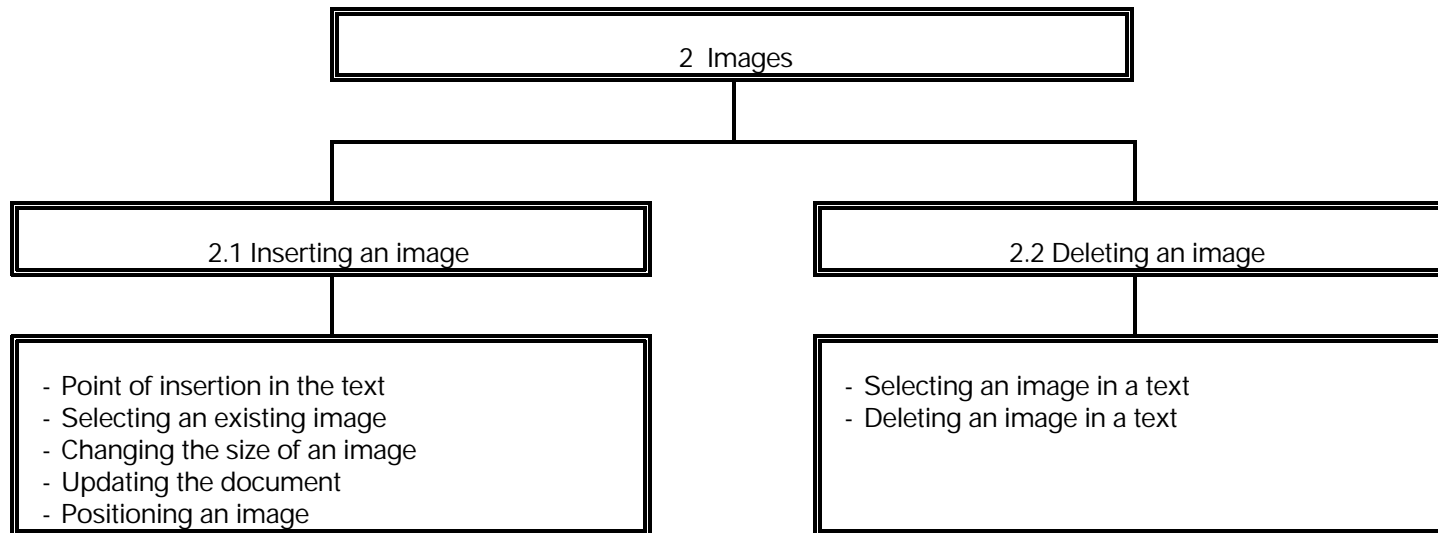 2 Images
2.1 Inserting an image
2.2 Deleting an image
- Point of insertion in the text
- Selecting an existing image
- Changing the size of an image
- Updating the document
- Positioning an image
- Selecting an image in a text
- Deleting an image in a text